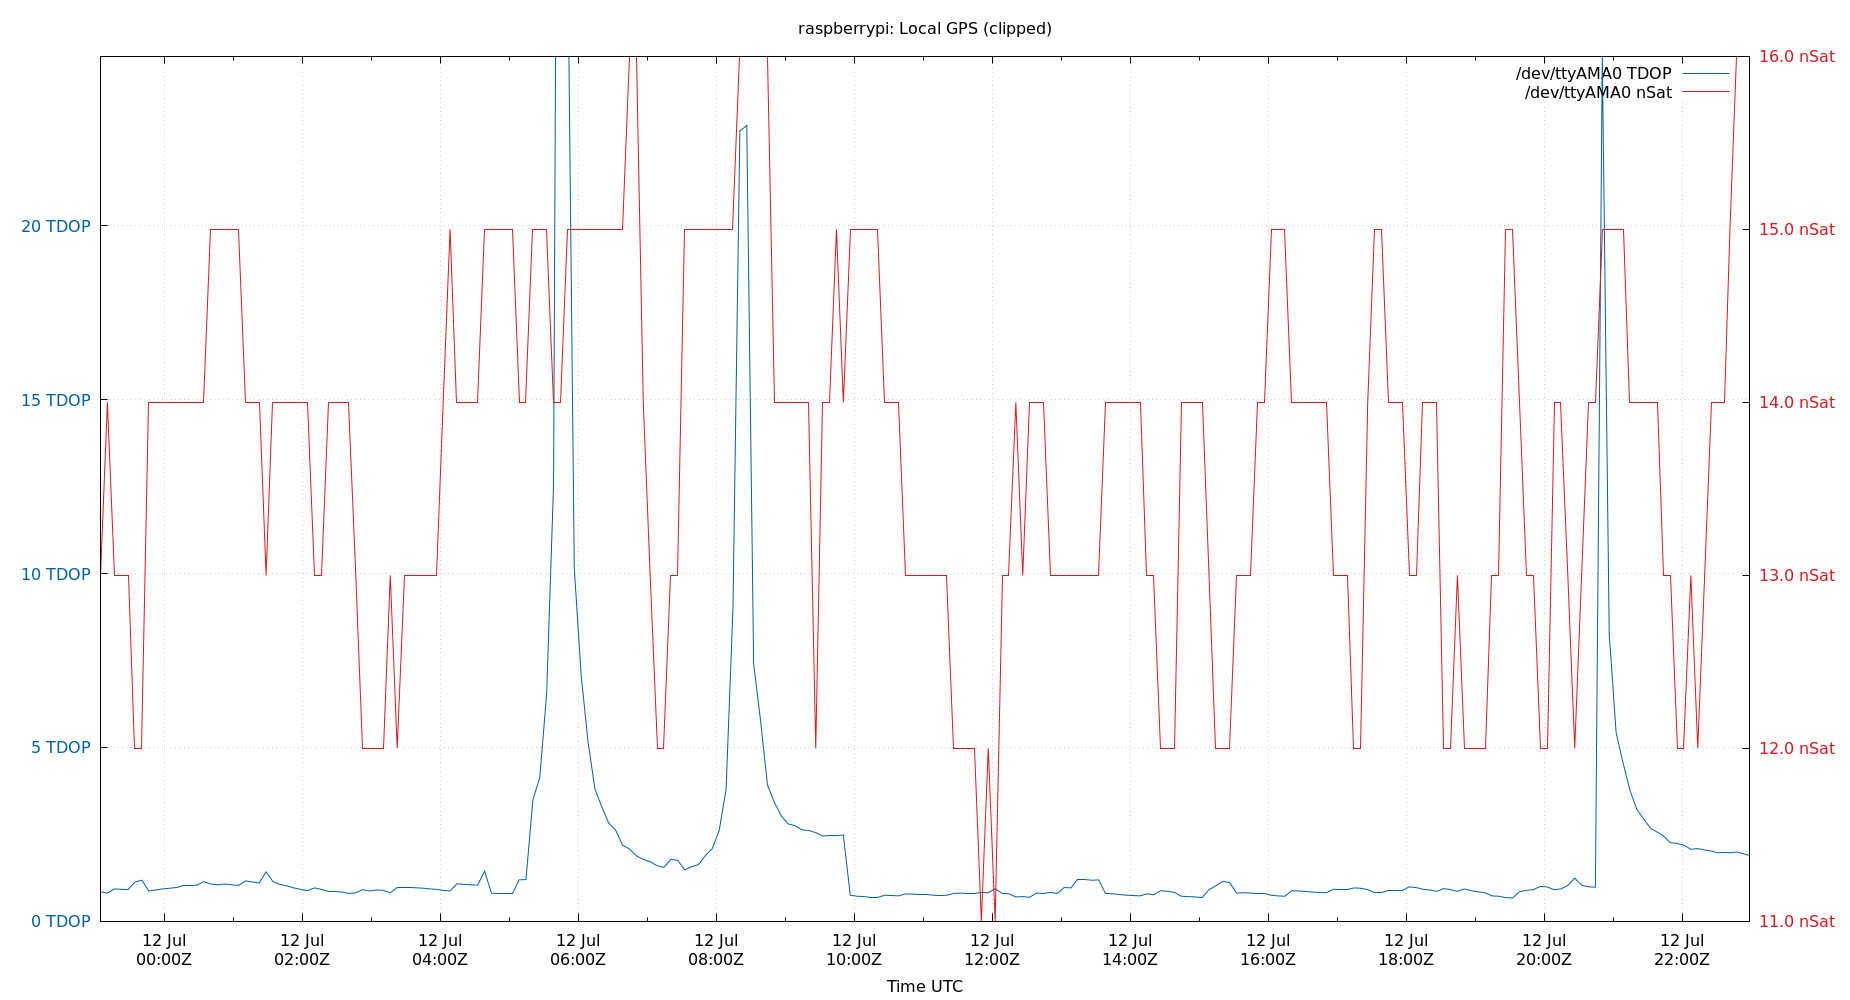 raspberrypi: Local GPS (clipped)
/dev/ttyAMA0 TDOP
/dev/ttyAMA0 nSat
20 TDOP
15 TDOP
10 TDOP
5 TDOP
0 TDOP
16.0 nSat
15.0 nSat
14.0 nSat
13.0 nSat
12.0 nSat
11.0 nSat
12 Jul 12 Jul 12 Jul 12 Jul 12 Jul 12 Jul 12 Jul 12 Jul 12 Jul 12 Jul 12 Jul 12 Jul
00:00Z 02:00Z 04:00Z 06:00Z 08:00Z 10:00Z 12:00Z 14:00Z 16:00Z 18:00Z 20:00Z 22:00Z
Time UTC